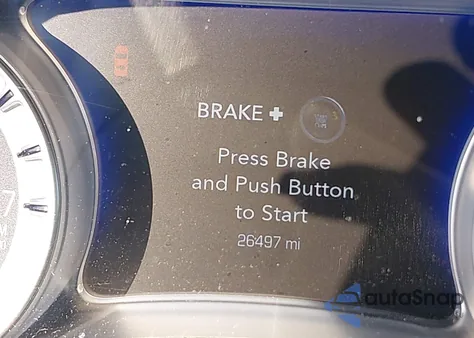 BRAKE +
Press Brake
and Push Button
to Start
26497 mi
autoSnap